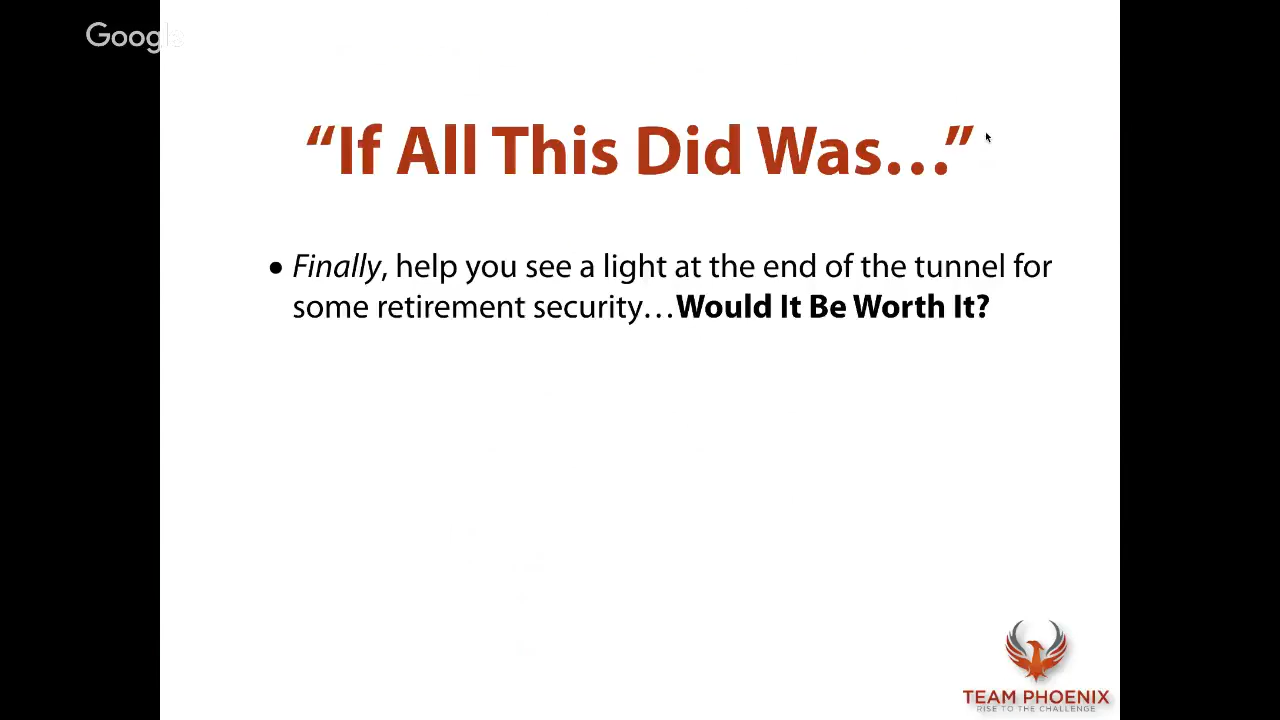 Google
“If All This Did Was…”
• Finally, help you see a light at the end of the tunnel for
some retirement security…Would It Be Worth It?
TEAM PHOENIX
RISE TO THE CHALLENGE